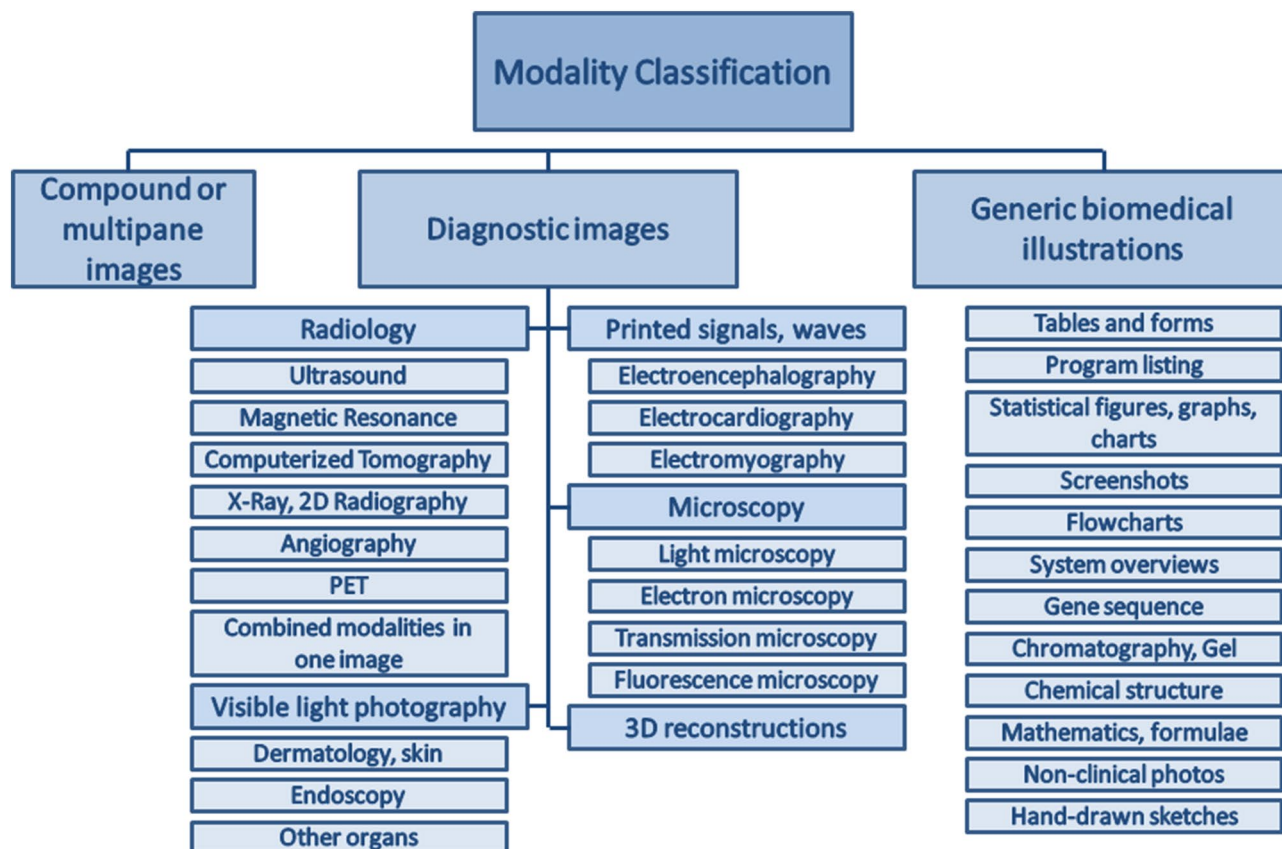 Modality Classification
Compound or
multipane
images
Diagnostic images
Generic biomedical
illustrations
Radiology
Ultrasound
Magnetic Resonance
Computerized Tomography
X-Ray, 2D Radiography
Angiography
PET
Combined modalities in
one image
Visible light photography
Dermatology, skin
Endoscopy
Other organs
Printed signals, waves
Electroencephalography
Electrocardiography
Electromyography
Microscopy
Light microscopy
Electron microscopy
Transmission microscopy
Fluorescence microscopy
3D reconstructions
Tables and forms
Program listing
Statistical figures, graphs,
charts
Screenshots
Flowcharts
System overviews
Gene sequence
Chromatography, Gel
Chemical structure
Mathematics, formulae
Non-clinical photos
Hand-drawn sketches